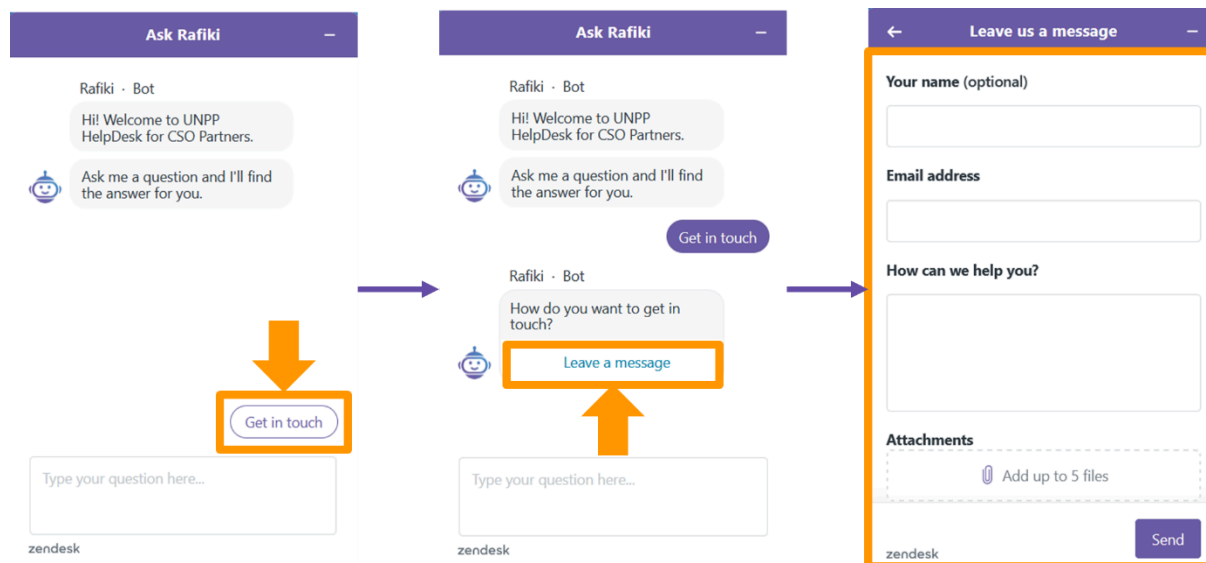 Ask Rafiki
Rafiki · Bot
Hi! Welcome to UNPP
HelpDesk for CSO Partners.
Ask me a question and I'll find
the answer for you.
Get in touch
Type your question here...
zendesk
Ask Rafiki
Rafiki · Bot
Hi! Welcome to UNPP
HelpDesk for CSO Partners.
Ask me a question and I'll find
the answer for you.
Get in touch
Rafiki · Bot
How do you want to get in
touch?
Leave a message
Type your question here...
zendesk
Leave us a message
Your name (optional)
Email address
How can we help you?
Attachments
Add up to 5 files
Send
zendesk